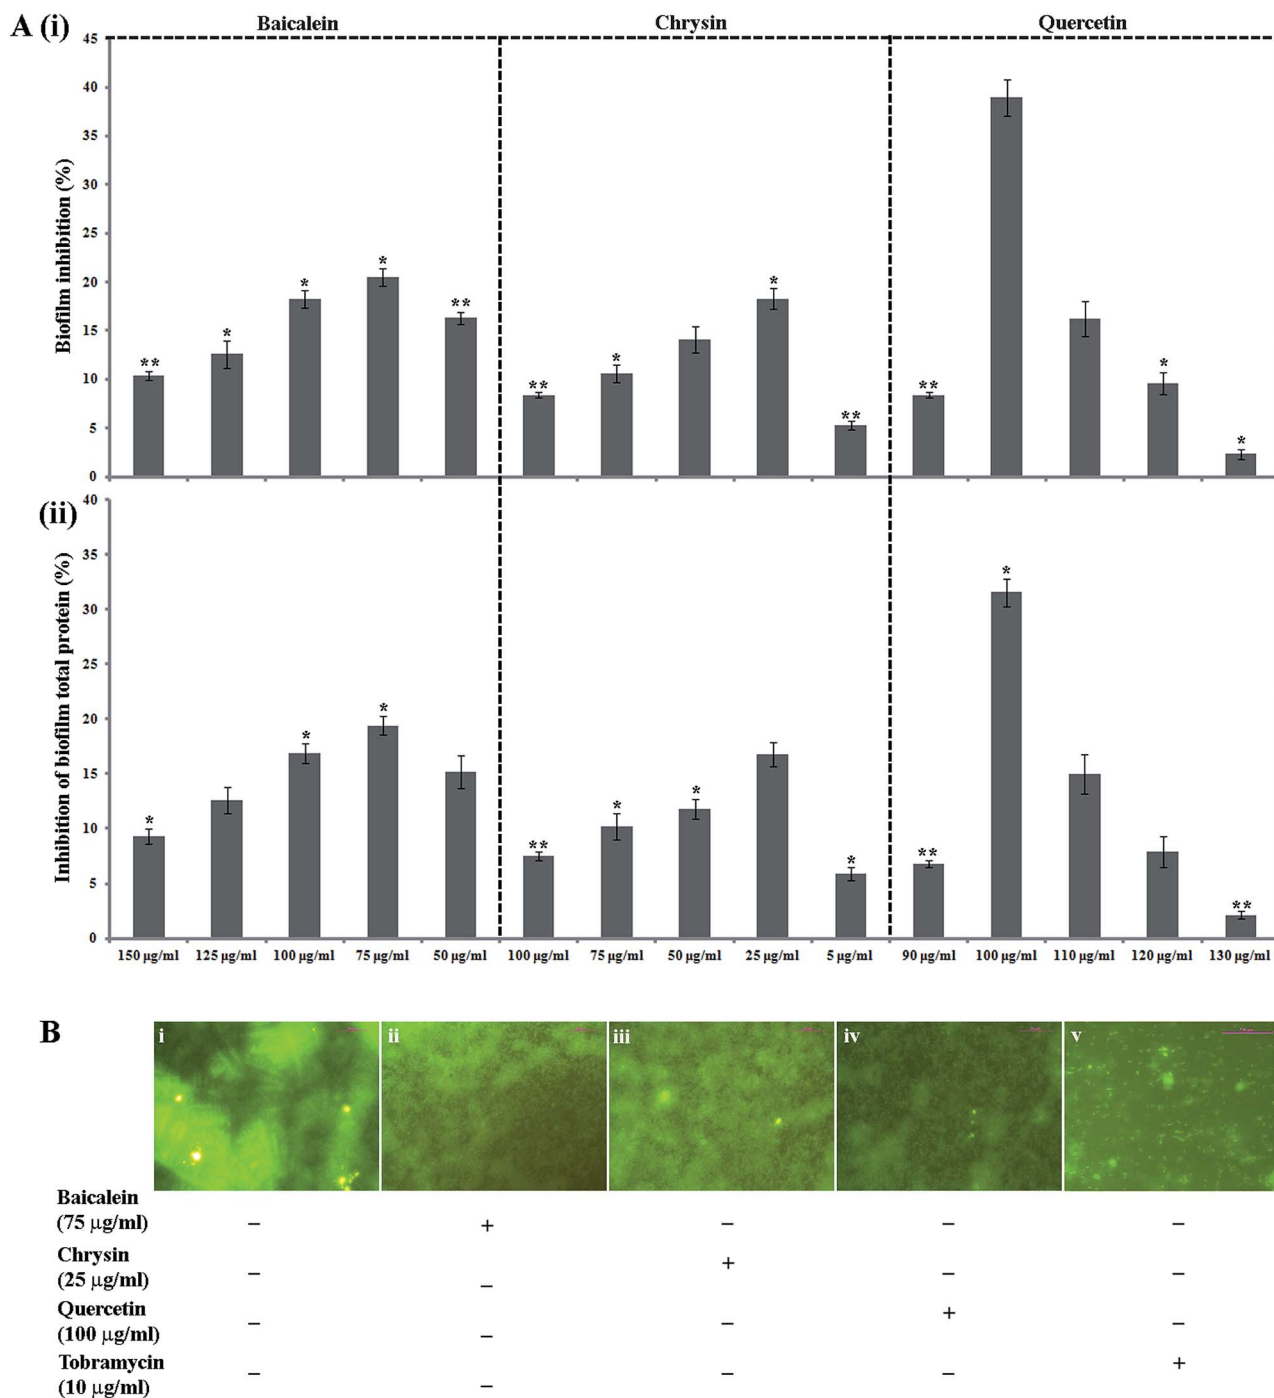 A (i)
Baicalein Chrysin Quercetin
Biofilm inhibition (%)
45
40
35
30
25
20
15
10
5
0
** * * * ** ** * * ** ** * *
(ii)
Inhibition of biofilm total protein (%)
40
35
30
25
20
15
10
5
0
* * * ** * * * ** * **
150 µg/ml 125 µg/ml 100 µg/ml 75 µg/ml 50 µg/ml 100 µg/ml 75 µg/ml 50 µg/ml 25 µg/ml 5 µg/ml 90 µg/ml 100 µg/ml 110 µg/ml 120 µg/ml 130 µg/ml
B
i ii iii iv v
Baicalein
(75 µg/ml) − + − − −
Chrysin
(25 µg/ml) − − + − −
Quercetin
(100 µg/ml) − − − + −
Tobramycin
(10 µg/ml) − − − − +